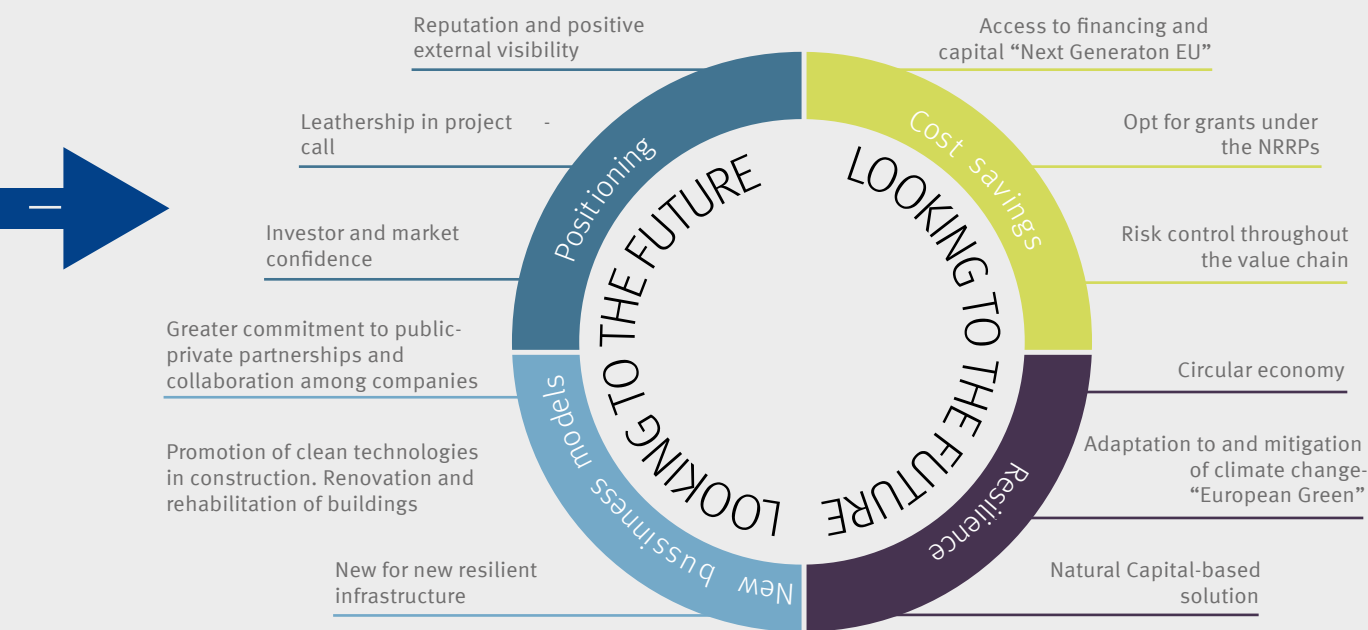 Reputation and positive
external visibility
Leathership in project -
call
Investor and market
confidence
Greater commitment to public-
private partnerships and
collaboration among companies
Promotion of clean technologies
in construction. Renovation and
rehabilitation of buildings
New for new resilient
infrastructure
Positioning
New bussinness models
LOOKING TO THE FUTURE
LOOKING TO THE FUTURE
Cost savings
Resilience
Access to financing and
capital “Next Generaton EU”
Opt for grants under
the NRRPs
Risk control throughout
the value chain
Circular economy
Adaptation to and mitigation
of climate change-
“European Green”
Natural Capital-based
solution